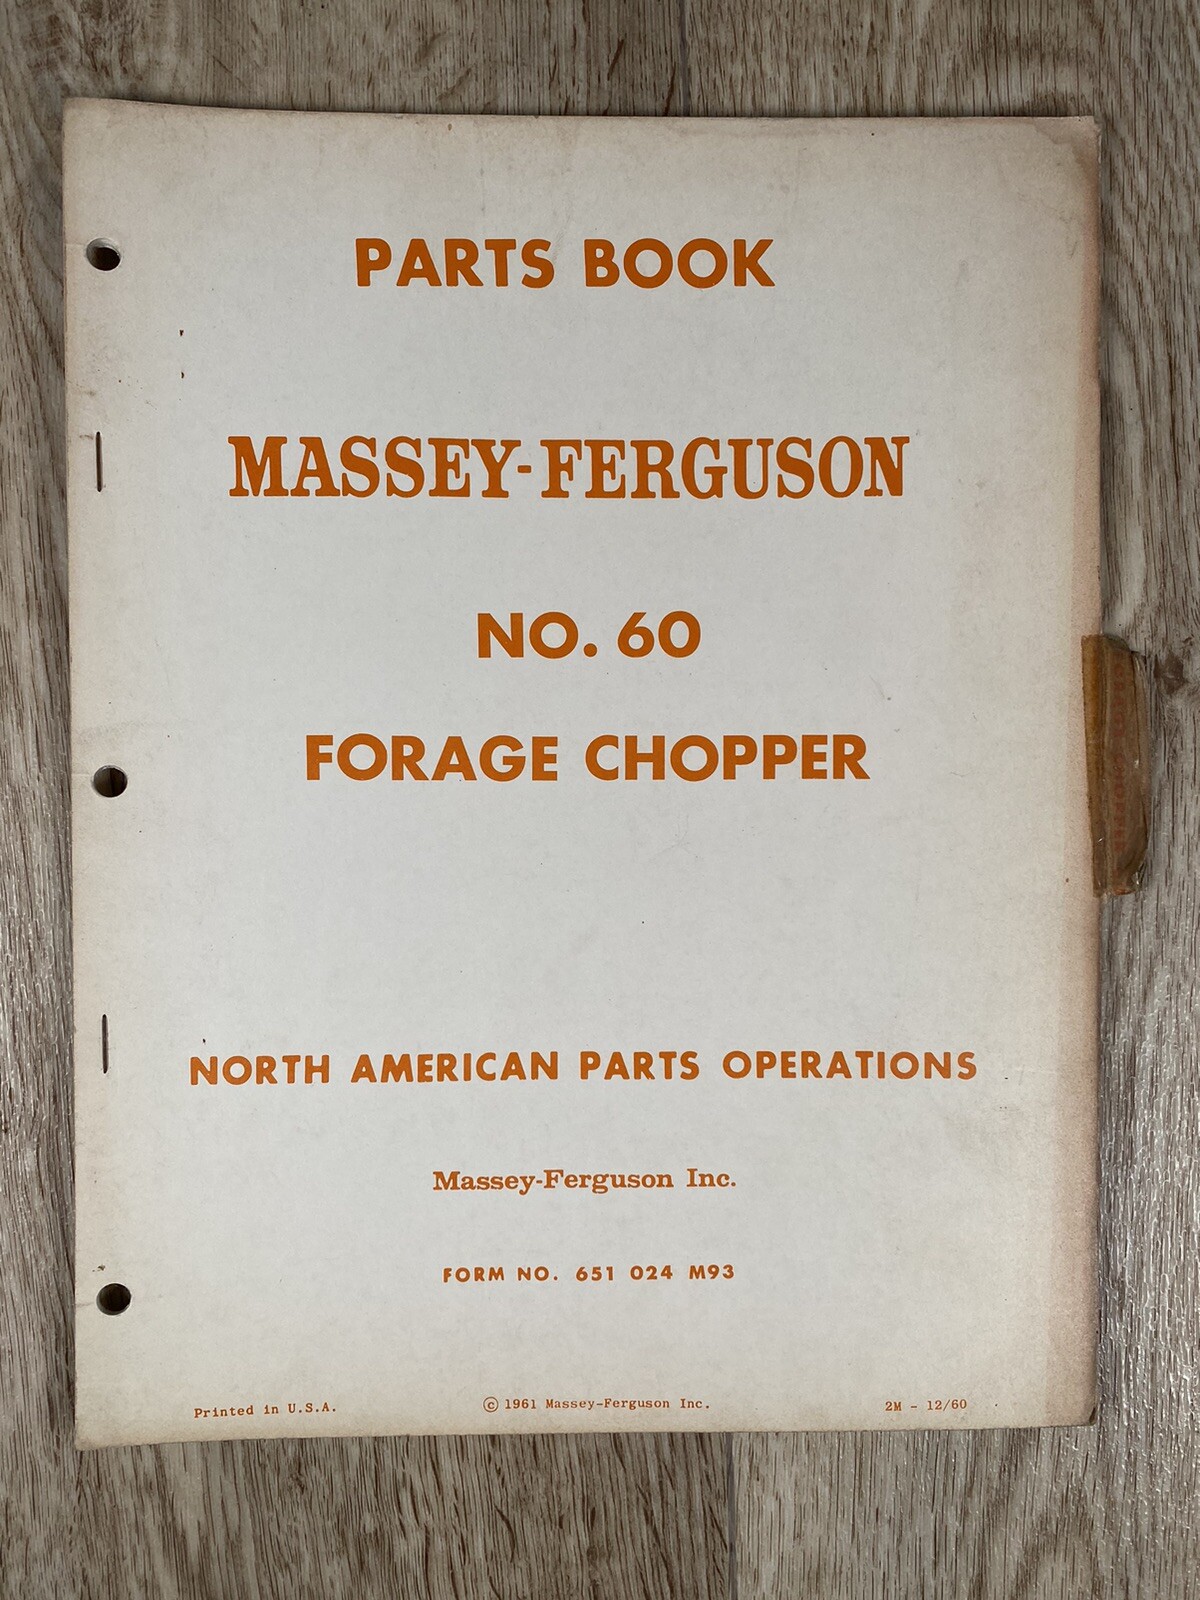 PARTS BOOK
MASSEY-FERGUSON
NO. 60
FORAGE CHOPPER
NORTH AMERICAN PARTS OPERATIONS
Massey-Ferguson Inc.
FORM NO. 651 024 M93
Printed in U.S.A.
© 1961 Massey-Ferguson Inc.
2M - 12/60